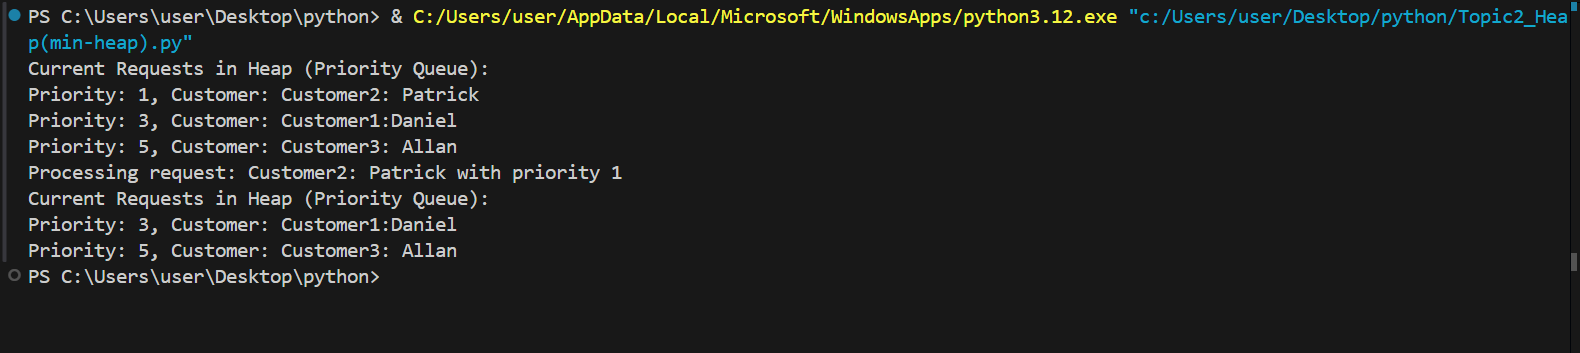 PS C:\Users\user\Desktop\python> & C:/Users/user/AppData/Local/Microsoft/WindowsApps/python3.12.exe "c:/Users/user/Desktop/python/Topic2_Hea
p(min-heap).py"
Current Requests in Heap (Priority Queue):
Priority: 1, Customer: Customer2: Patrick
Priority: 3, Customer: Customer1:Daniel
Priority: 5, Customer: Customer3: Allan
Processing request: Customer2: Patrick with priority 1
Current Requests in Heap (Priority Queue):
Priority: 3, Customer: Customer1:Daniel
Priority: 5, Customer: Customer3: Allan
PS C:\Users\user\Desktop\python>